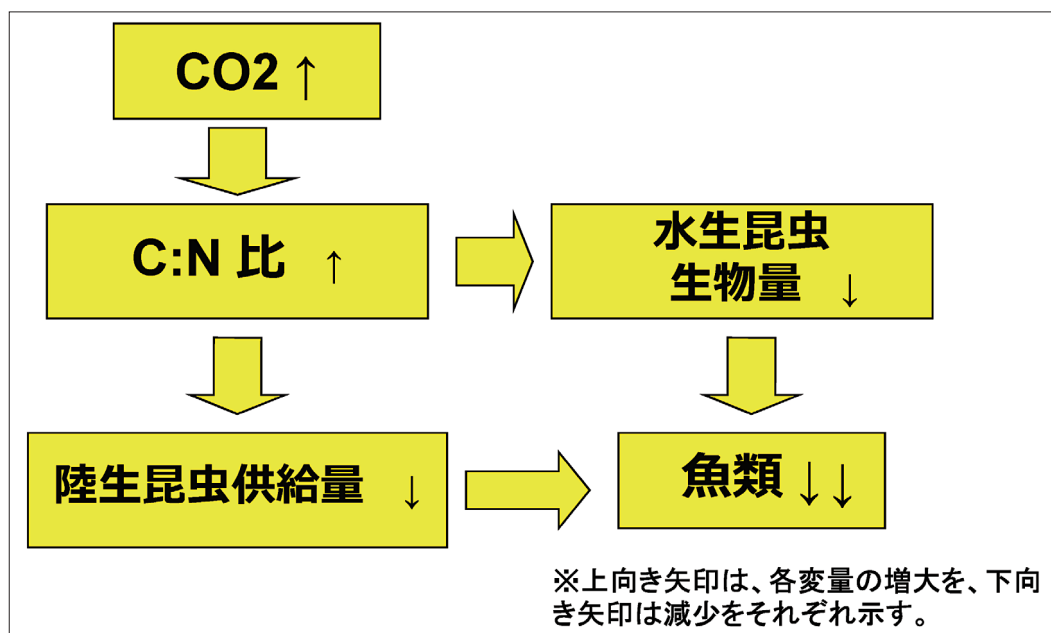 CO2 ↑
C:N 比 ↑
水生昆虫
生物量 ↓
陸生昆虫供給量 ↓
魚類 ↓↓
※上向き矢印は、各変量の増大を、下向
き矢印は減少をそれぞれ示す。